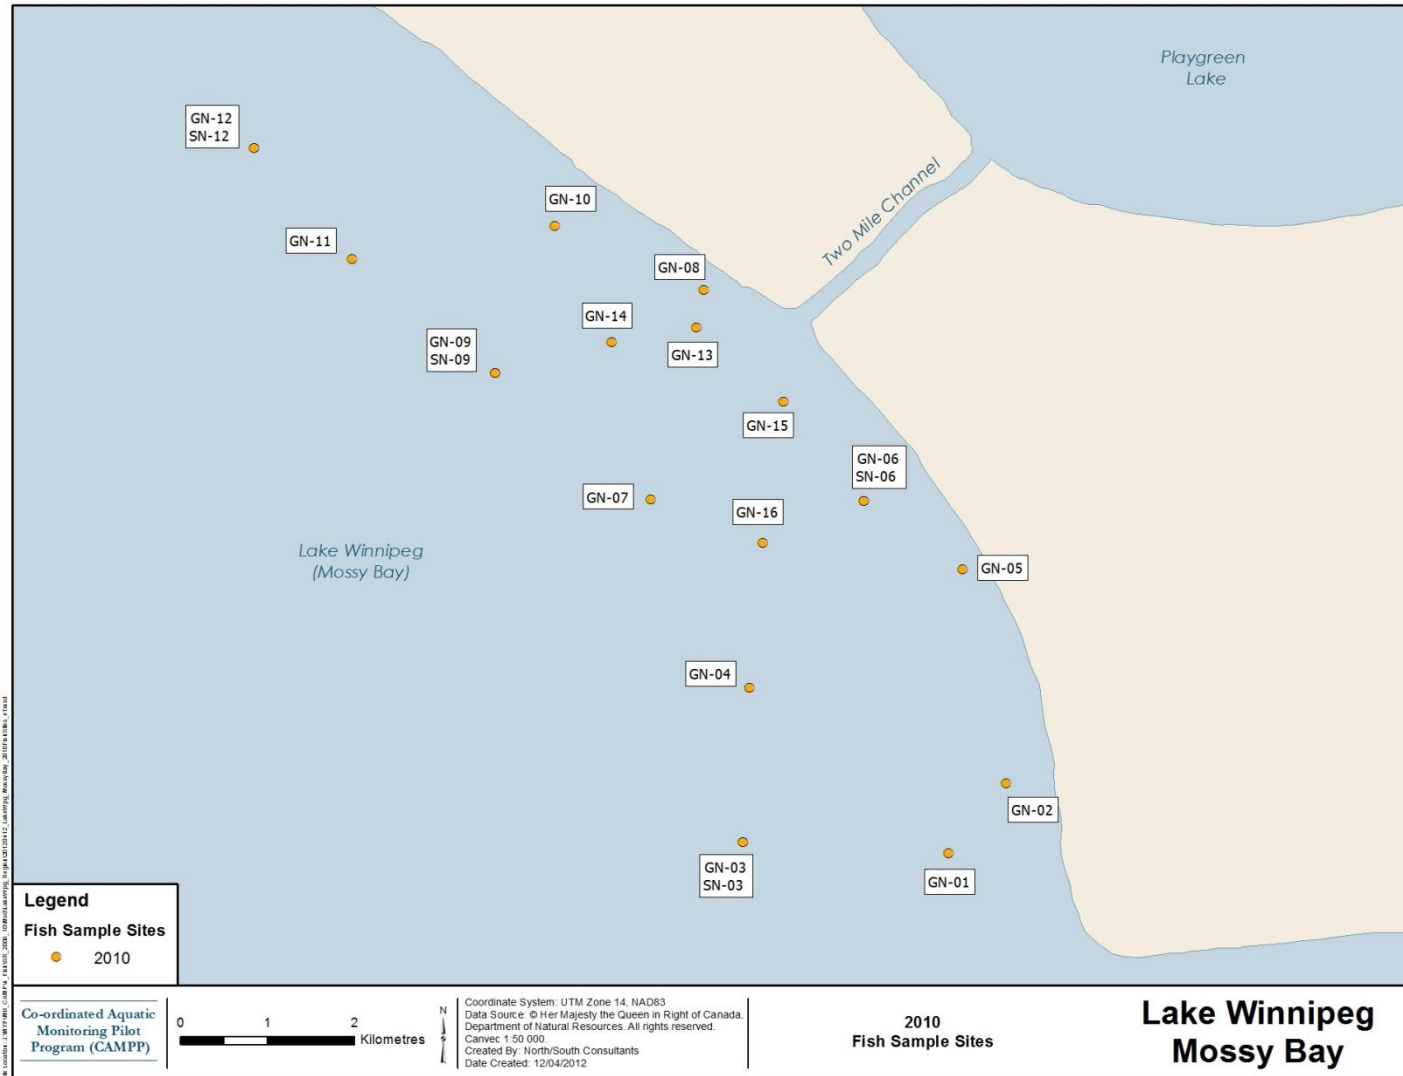 Playgreen
Lake
GN-12
SN-12
Two Mile Channel
GN-10
GN-11
GN-08
GN-14
GN-09
SN-09
GN-13
GN-15
GN-06
SN-06
GN-07
GN-16
Lake Winnipeg
(Mossy Bay)
GN-05
GN-04
GN-02
GN-03
SN-03
GN-01
Legend
Fish Sample Sites
2010
Co-ordinated Aquatic
Monitoring Pilot
Program (CAMPP)
0 1 2
Kilometres
N
Coordinate System: UTM Zone 14, NAD83
Data Source: © Her Majesty the Queen in Right of Canada,
Department of Natural Resources. All rights reserved.
Canvec 1:50 000.
Created By: North/South Consultants
Date Created: 12/04/2012
2010
Fish Sample Sites
Lake Winnipeg
Mossy Bay